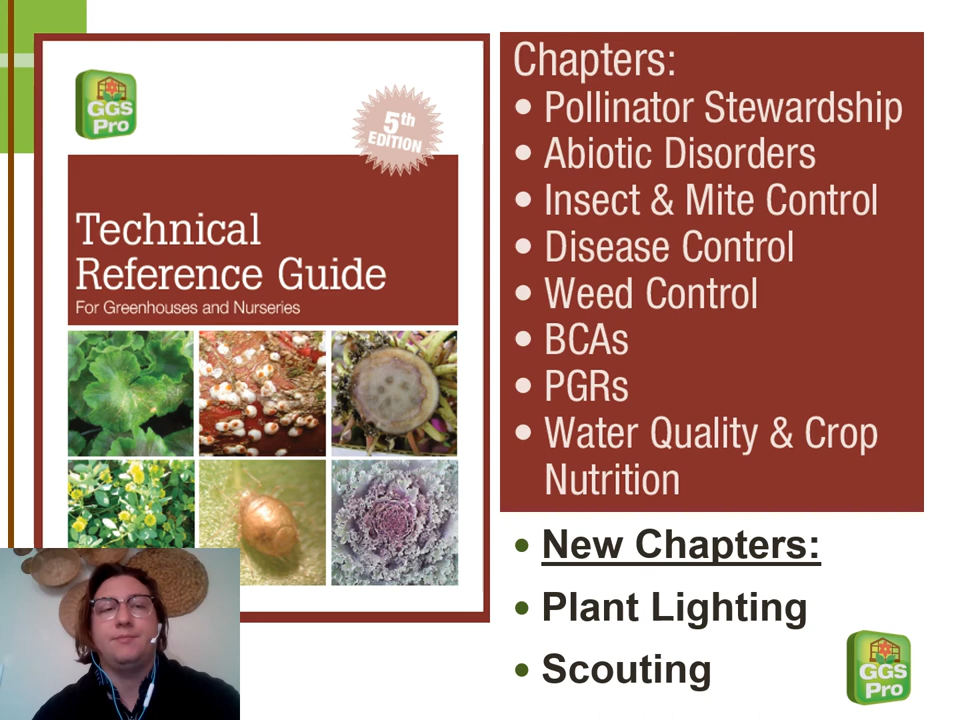 GGS
Pro
5th
EDITION
Technical
Reference Guide
For Greenhouses and Nurseries
Chapters:
• Pollinator Stewardship
• Abiotic Disorders
• Insect & Mite Control
• Disease Control
• Weed Control
• BCAs
• PGRs
• Water Quality & Crop
Nutrition
• New Chapters:
• Plant Lighting
• Scouting
GGS
Pro